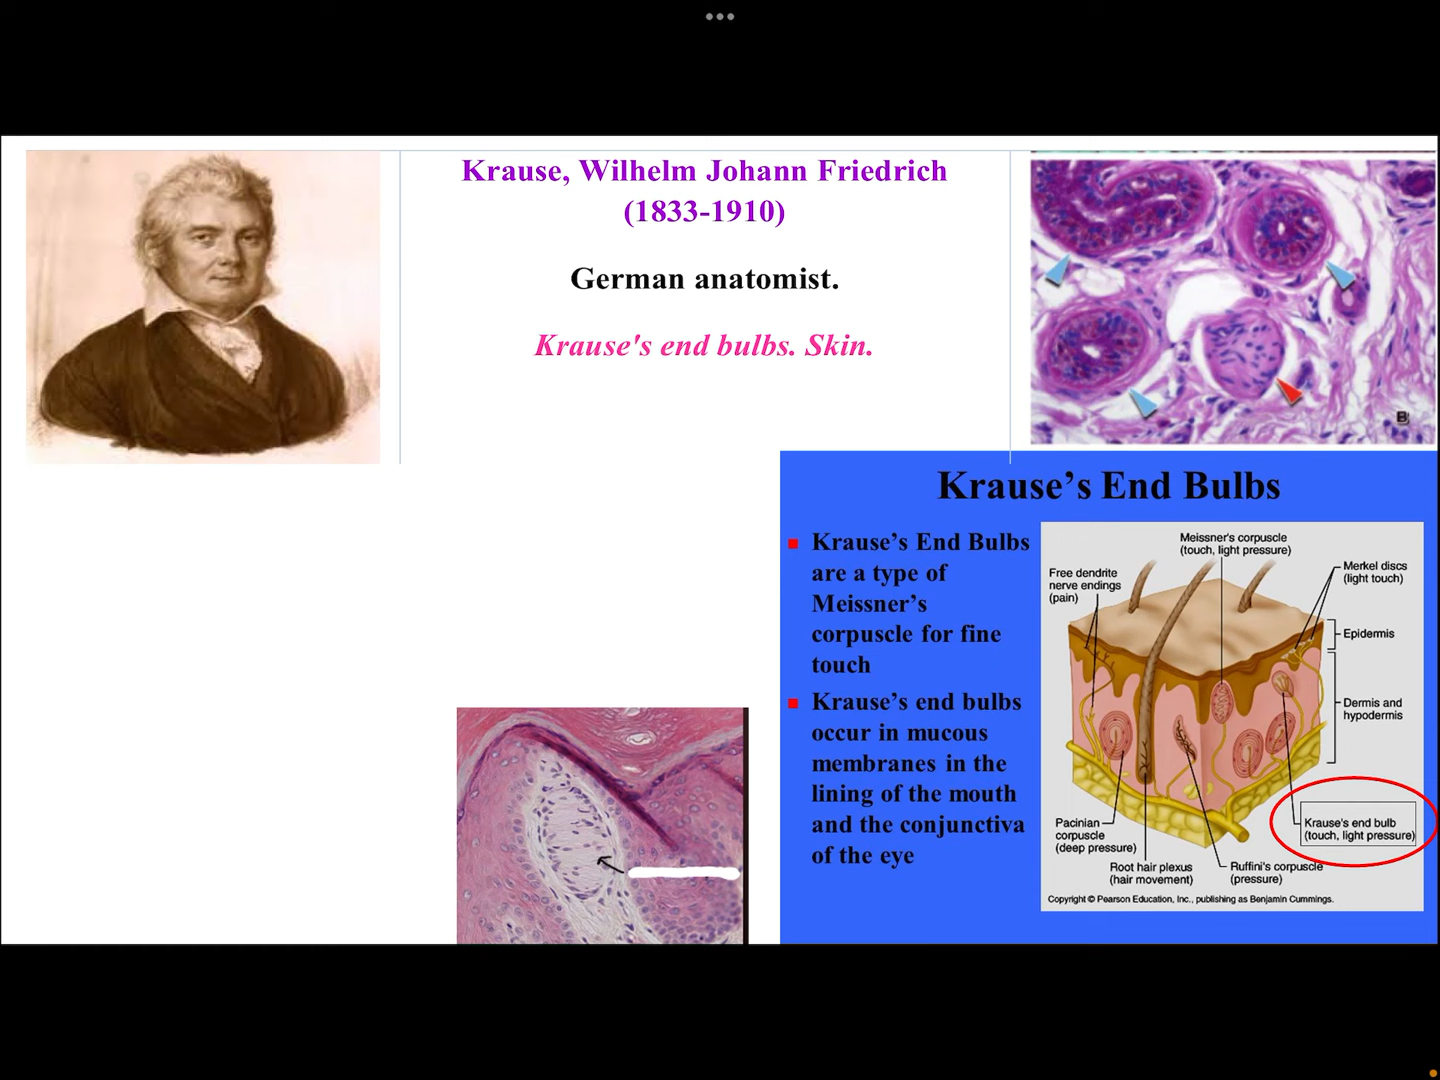 Krause, Wilhelm Johann Friedrich
(1833-1910)
German anatomist.
Krause's end bulbs. Skin.
B
Krause’s End Bulbs
Krause’s End Bulbs
are a type of
Meissner’s
corpuscle for fine
touch
Krause’s end bulbs
occur in mucous
membranes in the
lining of the mouth
and the conjunctiva
of the eye
Meissner's corpuscle
(touch, light pressure)
Free dendrite
nerve endings
(pain)
Merkel discs
(light touch)
Epidermis
Dermis and
hypodermis
Krause's end bulb
(touch, light pressure)
Pacinian
corpuscle
(deep pressure)
Root hair plexus
(hair movement)
Ruffini's corpuscle
(pressure)
Copyright © Pearson Education, Inc., publishing as Benjamin Cummings.